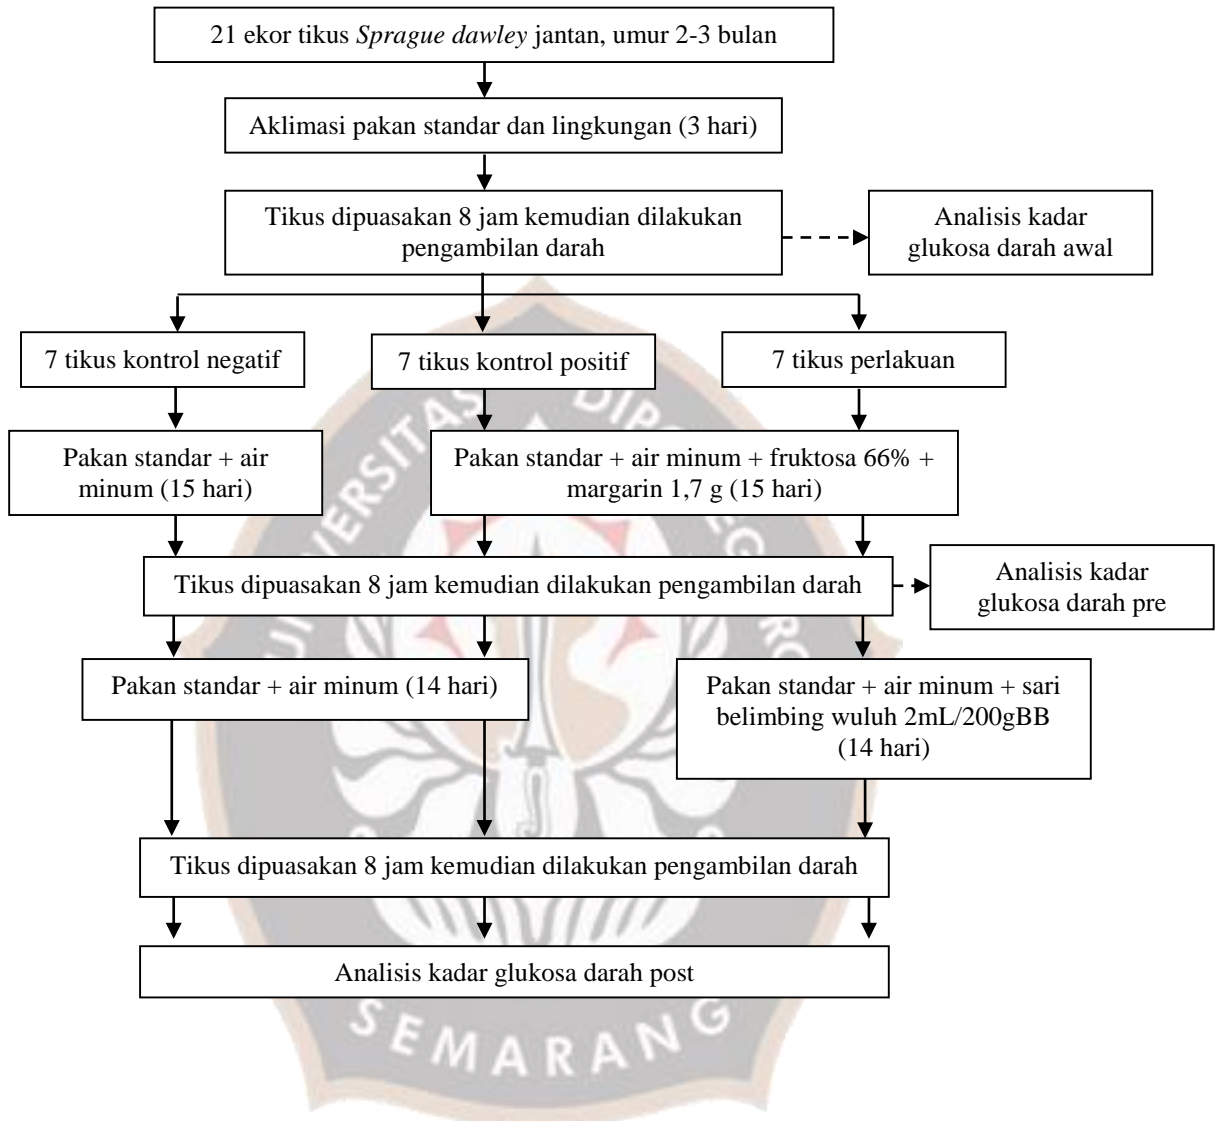 21 ekor tikus Sprague dawley jantan, umur 2-3 bulan
Aklimasi pakan standar dan lingkungan (3 hari)
Tikus dipuasakan 8 jam kemudian dilakukan
pengambilan darah
Analisis kadar
glukosa darah awal
7 tikus kontrol negatif
7 tikus kontrol positif
7 tikus perlakuan
Pakan standar + air
minum (15 hari)
Pakan standar + air minum + fruktosa 66% +
margarin 1,7 g (15 hari)
Tikus dipuasakan 8 jam kemudian dilakukan pengambilan darah
Analisis kadar
glukosa darah pre
Pakan standar + air minum (14 hari)
Pakan standar + air minum + sari
belimbing wuluh 2mL/200gBB
(14 hari)
Tikus dipuasakan 8 jam kemudian dilakukan pengambilan darah
Analisis kadar glukosa darah post
SEMARANG